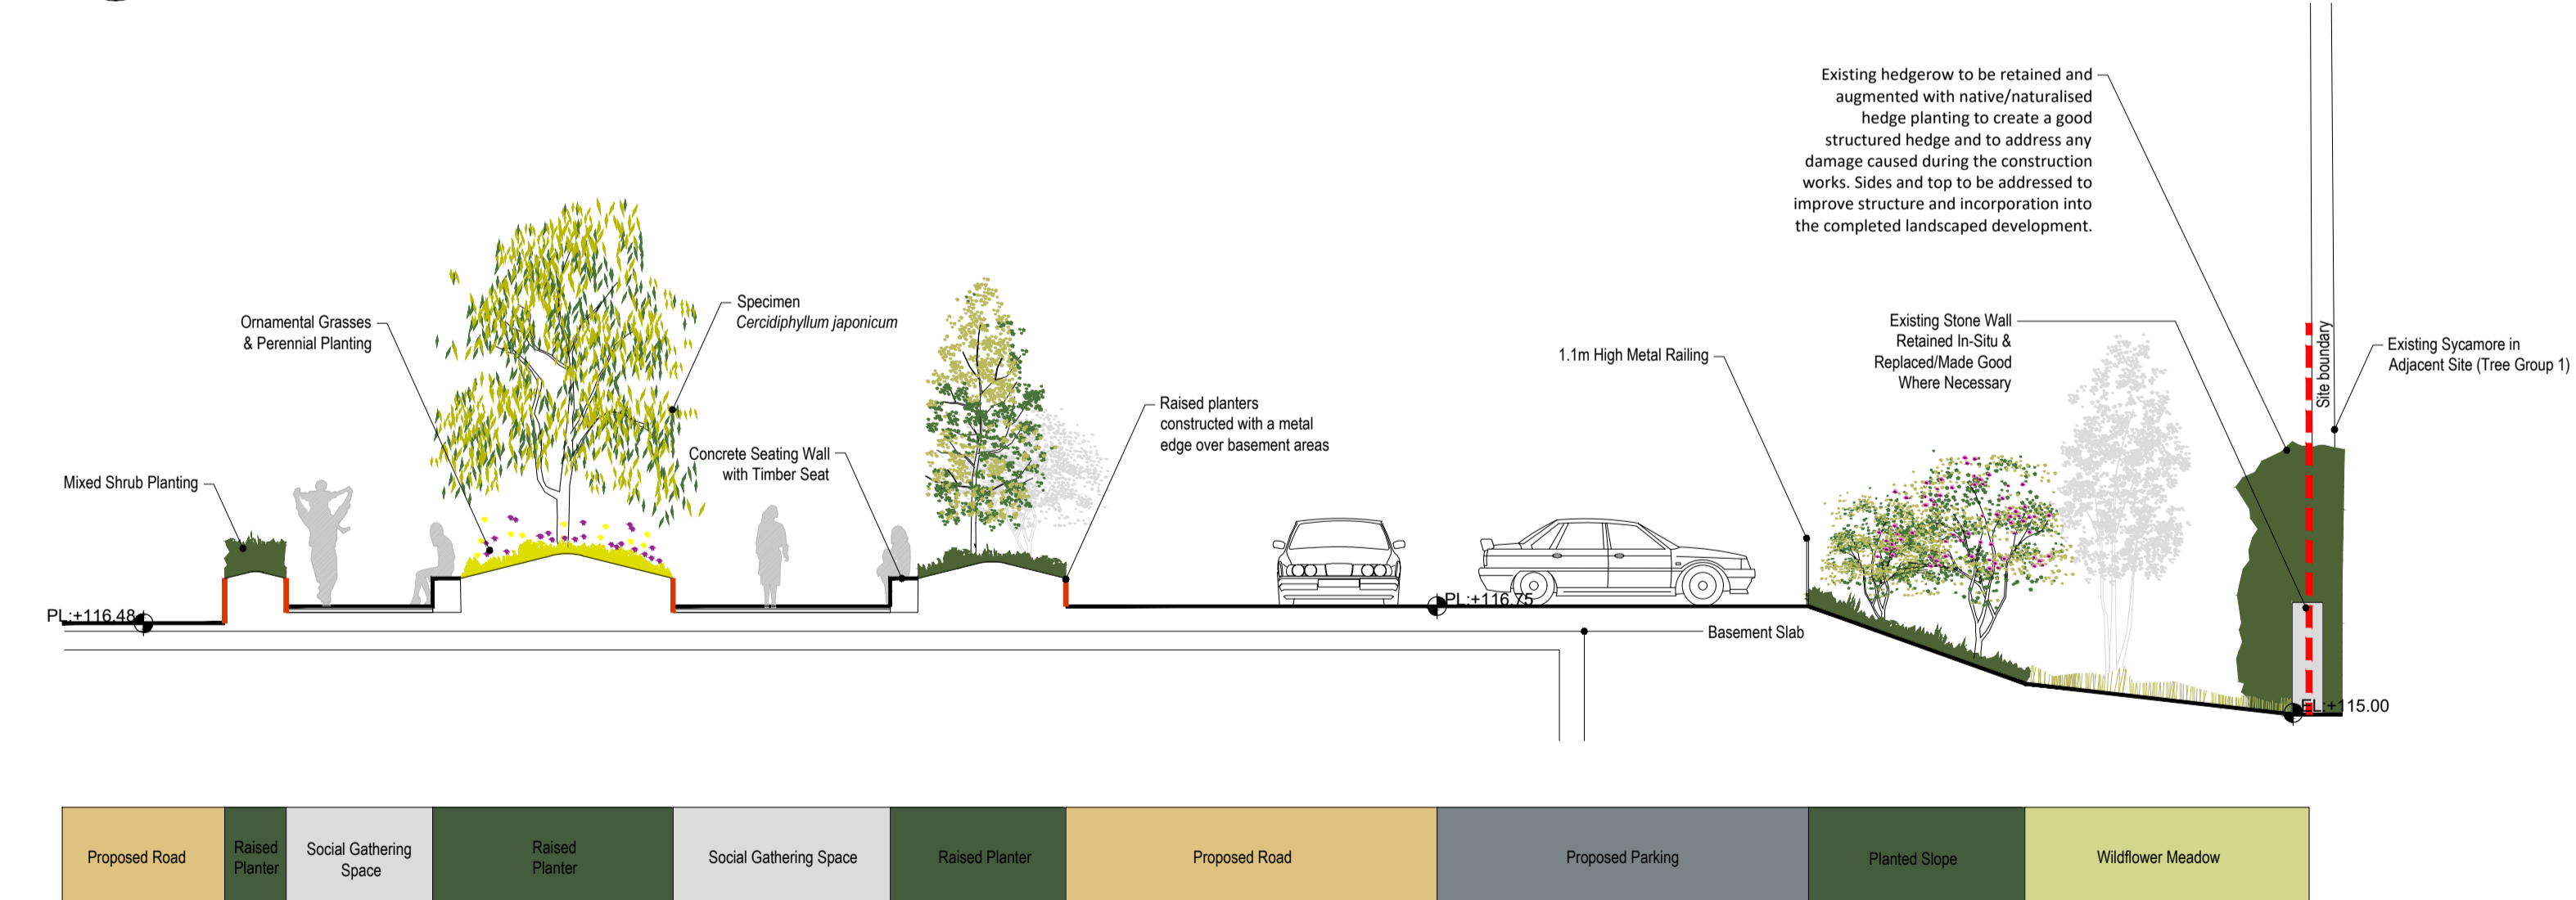 Existing hedgerow to be retained and
augmented with native/naturalised
hedge planting to create a good
structured hedge and to address any
damage caused during the construction
works. Sides and top to be addressed to
improve structure and incorporation into
the completed landscaped development.
Specimen
Cercidiphyllum japonicum
Ornamental Grasses
& Perennial Planting
Existing Stone Wall
Retained In-Situ &
Replaced/Made Good
Where Necessary
Site boundary
Existing Sycamore in
Adjacent Site (Tree Group 1)
1.1m High Metal Railing
Raised planters
constructed with a metal
edge over basement areas
Concrete Seating Wall
with Timber Seat
Mixed Shrub Planting
PL:+116.48
PL:+116.75
Basement Slab
EL:+115.00
Proposed Road
Raised
Planter
Social Gathering
Space
Raised
Planter
Social Gathering Space
Raised Planter
Proposed Road
Proposed Parking
Planted Slope
Wildflower Meadow